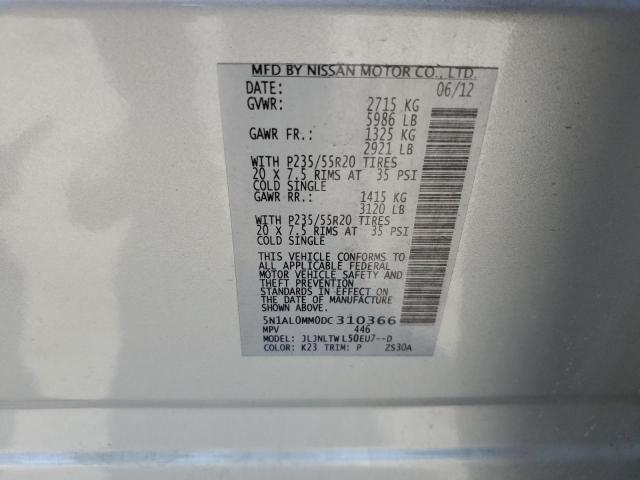 MFD BY NISSAN MOTOR CO., LTD.
DATE: 06/12
GVWR: 2715 KG
5986 LB
GAWR FR.: 1325 KG
2921 LB
WITH P235/55R20 TIRES
20 X 7.5 RIMS AT 35 PSI
COLD SINGLE
GAWR RR.: 1415 KG
3120 LB
WITH P235/55R20 TIRES
20 X 7.5 RIMS AT 35 PSI
COLD SINGLE
THIS VEHICLE CONFORMS TO
ALL APPLICABLE FEDERAL
MOTOR VEHICLE SAFETY AND
THEFT PREVENTION
STANDARDS IN EFFECT ON
THE DATE OF MANUFACTURE
SHOWN ABOVE.
5N1AL0MM0DC310366
MPV 446
MODEL: JLJNLTWL50EU7--D
COLOR: K23 TRIM: P ZS30A